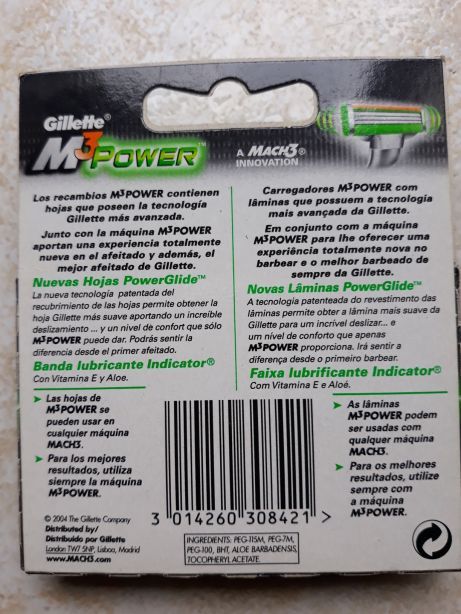 Gillette®
M3POWER™
A MACH3®
INNOVATION
Los recambios M3POWER contienen
hojas que poseen la tecnología
Gillette más avanzada.
Junto con la máquina M3POWER
aportan una experiencia totalmente
nueva en el afeitado y además, el
mejor afeitado de Gillette.
Nuevas Hojas PowerGlide™
La nueva tecnología patentada del
recubrimiento de las hojas permite obtener la
hoja Gillette más suave aportando un increíble
deslizamiento ... y un nivel de confort que sólo
M3POWER puede dar. Podrás sentir la
diferencia desde el primer afeitado.
Banda lubricante Indicator®
Con Vitamina E y Aloe.
Las hojas de
M3POWER se
pueden usar en
cualquier máquina
MACH3.
Para los mejores
resultados, utiliza
siempre la máquina
M3POWER.
Carregadores M3POWER com
lâminas que possuem a tecnologia
mais avançada da Gillette.
Em conjunto com a máquina
M3POWER para lhe oferecer uma
experiência totalmente nova no
barbear e o melhor barbeado de
sempre da Gillette.
Novas Lâminas PowerGlide™
A tecnologia patenteada do revestimento das
lâminas permite obter a lâmina mais suave da
Gillette para um incrível deslizar... e
um nível de conforto que apenas
M3POWER proporciona. Irá sentir a
diferença desde o primeiro barbear.
Faixa lubrificante Indicator®
Com Vitamina E e Aloé.
As lâminas
M3POWER podem
ser usadas com
qualquer máquina
MACH3.
Para os melhores
resultados, utilize
sempre com
a máquina
M3POWER.
© 2004 The Gillette Company
Distributed by/
Distribuido por Gillette
London TW7 5NP, Lisboa, Madrid
www.MACH3.com
3 014260 308421 >
INGREDIENTS: PEG-115M, PEG-7M,
PEG-100, BHT, ALOE BARBADENSIS,
TOCOPHERYL ACETATE.